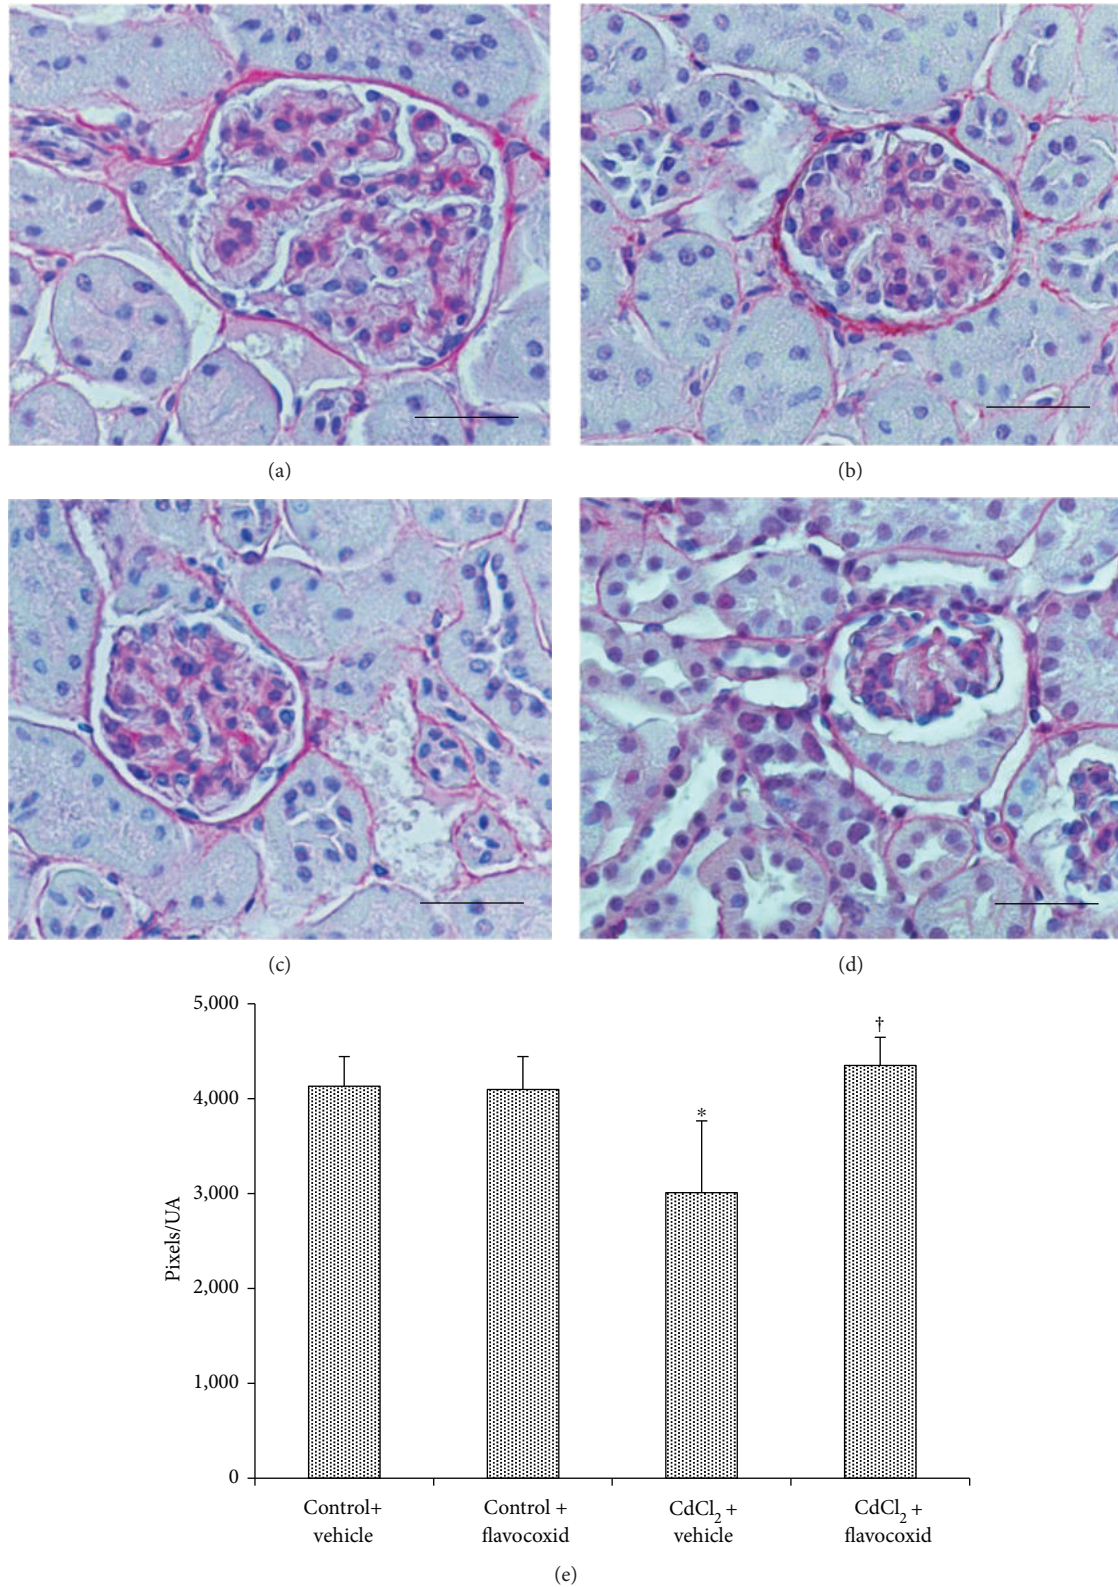 (a)
(b)
(c)
(d)
5,000
4,000
3,000
2,000
1,000
0
Pixels/UA
*
†
Control+
vehicle
Control +
flavocoxid
CdCl₂ +
vehicle
CdCl₂ +
flavocoxid
(e)